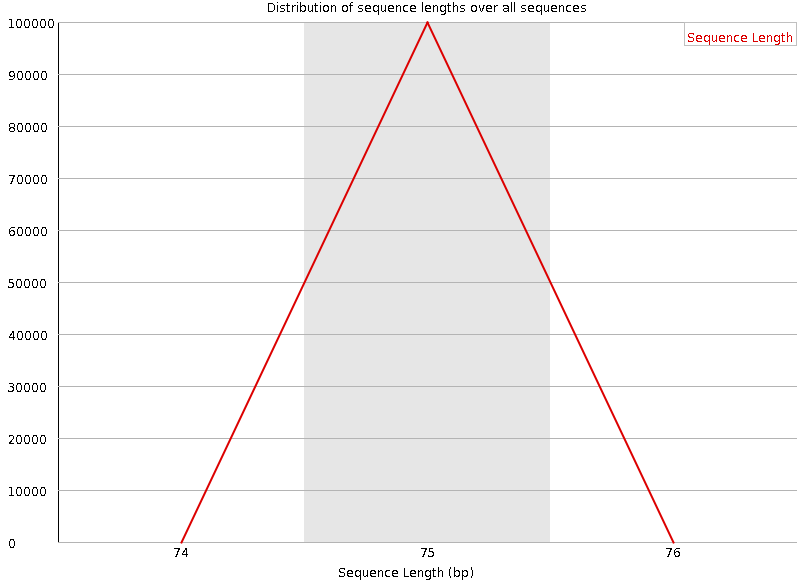 Distribution of sequence lengths over all sequences
Sequence Length
100000
90000
80000
70000
60000
50000
40000
30000
20000
10000
0
74 75 76
Sequence Length (bp)